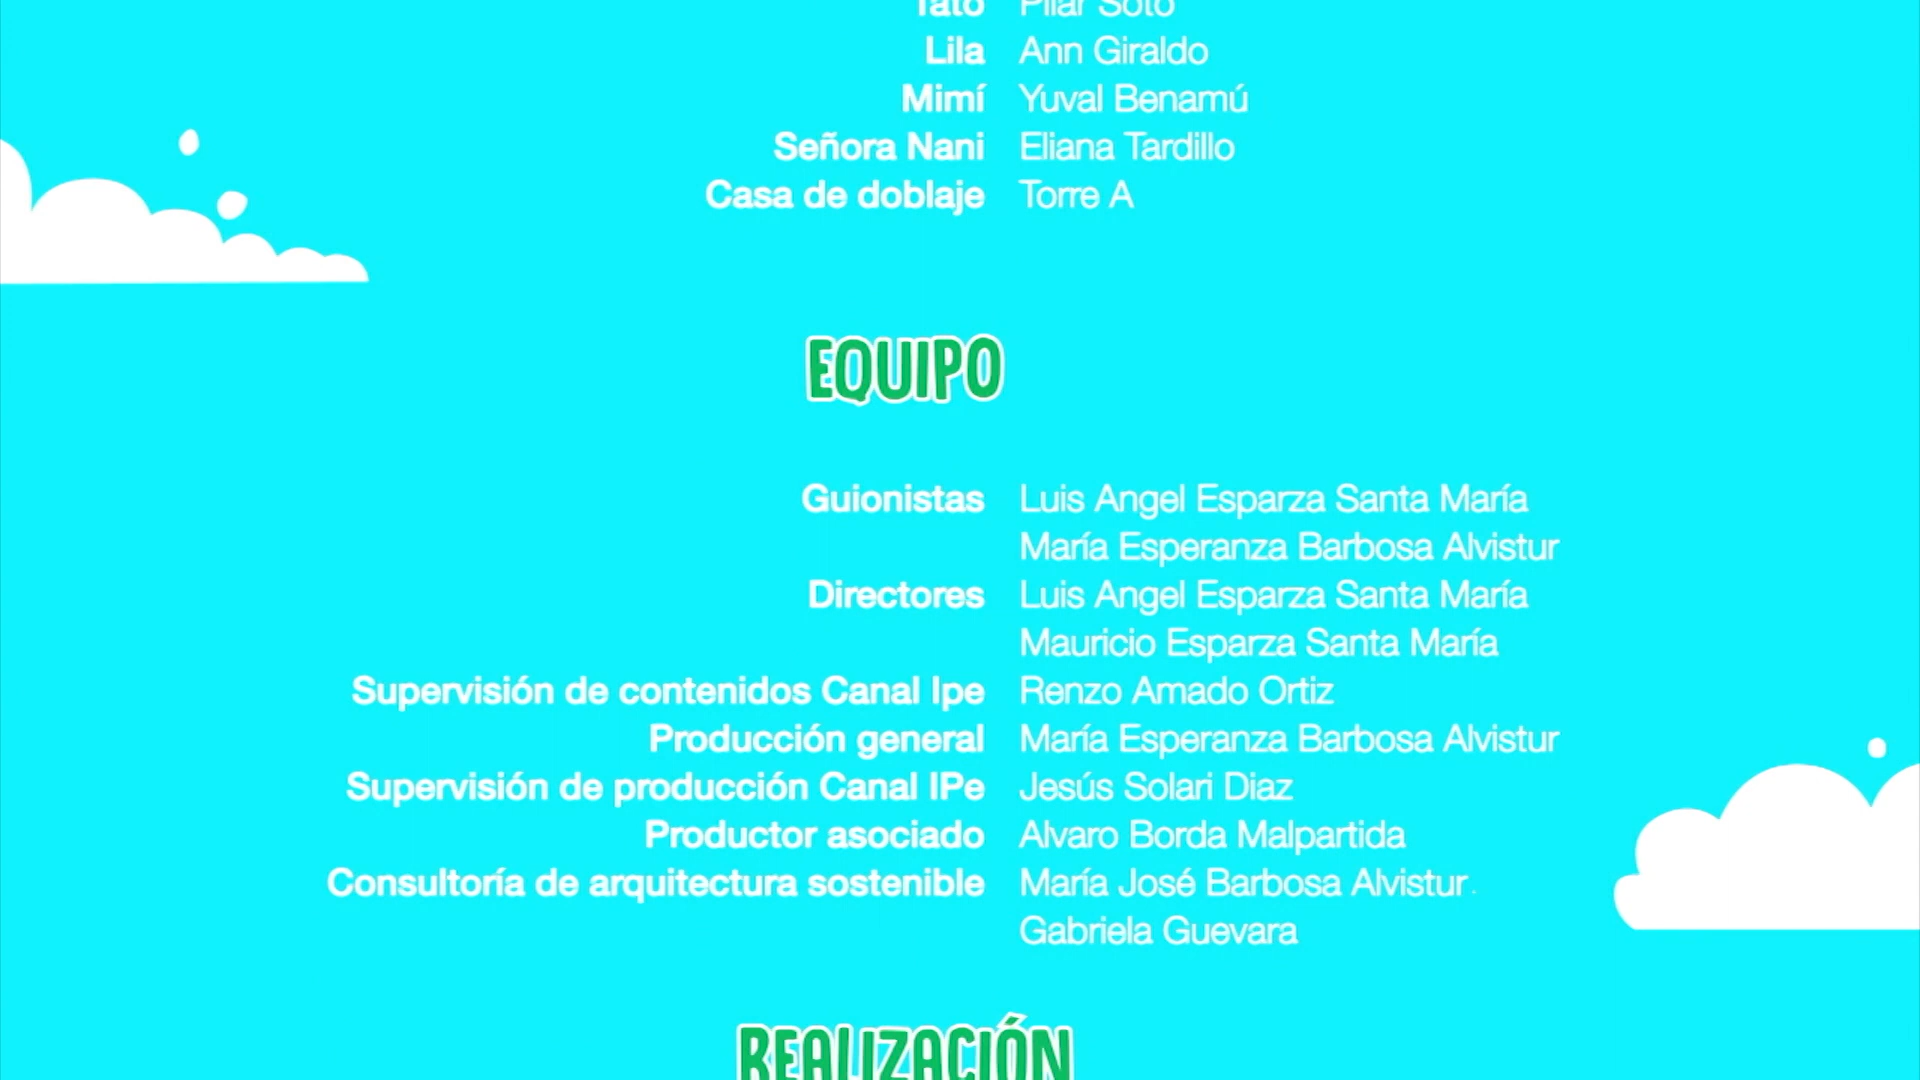 Tato Pilar Soto
Lila Ann Giraldo
Mimí Yuval Benamú
Señora Nani Eliana Tardillo
Casa de doblaje Torre A
EQUIPO
Guionistas Luis Angel Esparza Santa María
María Esperanza Barbosa Alvistur
Directores Luis Angel Esparza Santa María
Mauricio Esparza Santa María
Supervisión de contenidos Canal Ipe Renzo Amado Ortiz
Producción general María Esperanza Barbosa Alvistur
Supervisión de producción Canal IPe Jesús Solari Diaz
Productor asociado Alvaro Borda Malpartida
Consultoría de arquitectura sostenible María José Barbosa Alvistur.
Gabriela Guevara
REALIZACIÓN